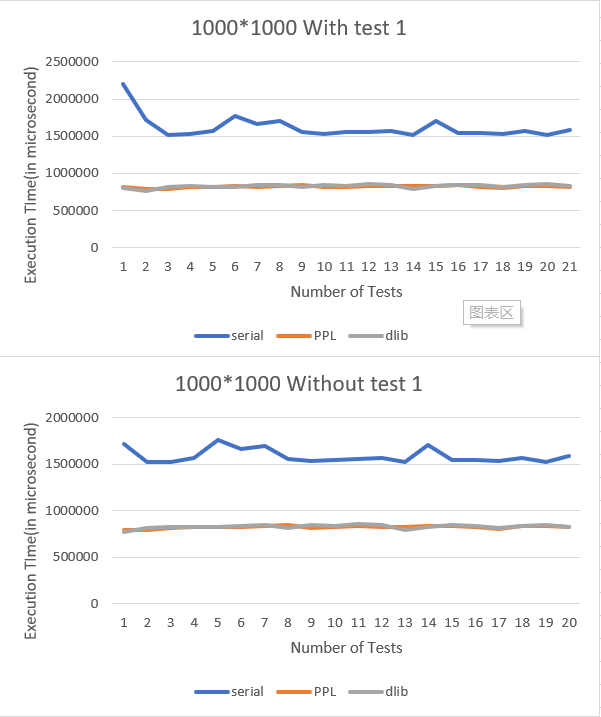 1000*1000 With test 1
Execution TIme(in microsecond)
2500000
2000000
1500000
1000000
500000
0
1 2 3 4 5 6 7 8 9 10 11 12 13 14 15 16 17 18 19 20 21
Number of Tests
图表区
serial PPL dlib
1000*1000 Without test 1
Execution TIme(in microsecond)
2000000
1500000
1000000
500000
0
1 2 3 4 5 6 7 8 9 10 11 12 13 14 15 16 17 18 19 20
Number of Tests
serial PPL dlib